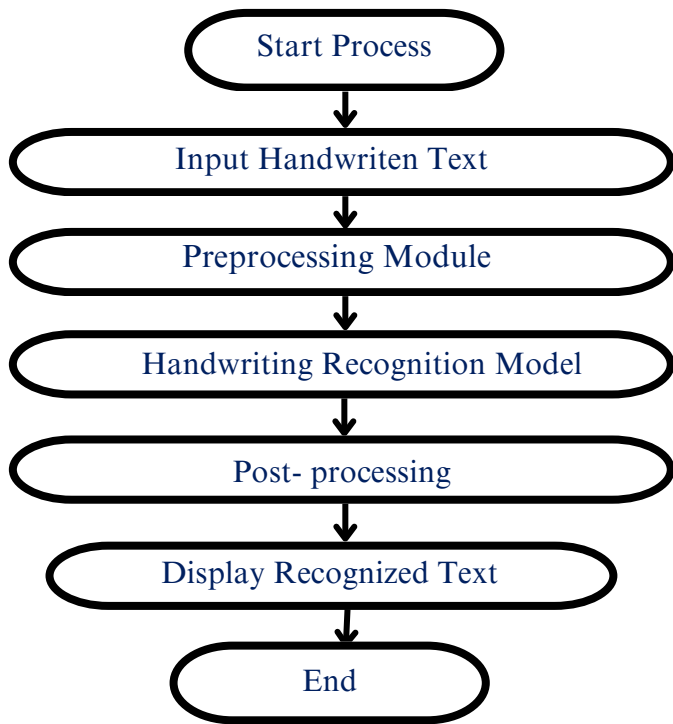 Start Process
Input Handwriten Text
Preprocessing Module
Handwriting Recognition Model
Post- processing
Display Recognized Text
End